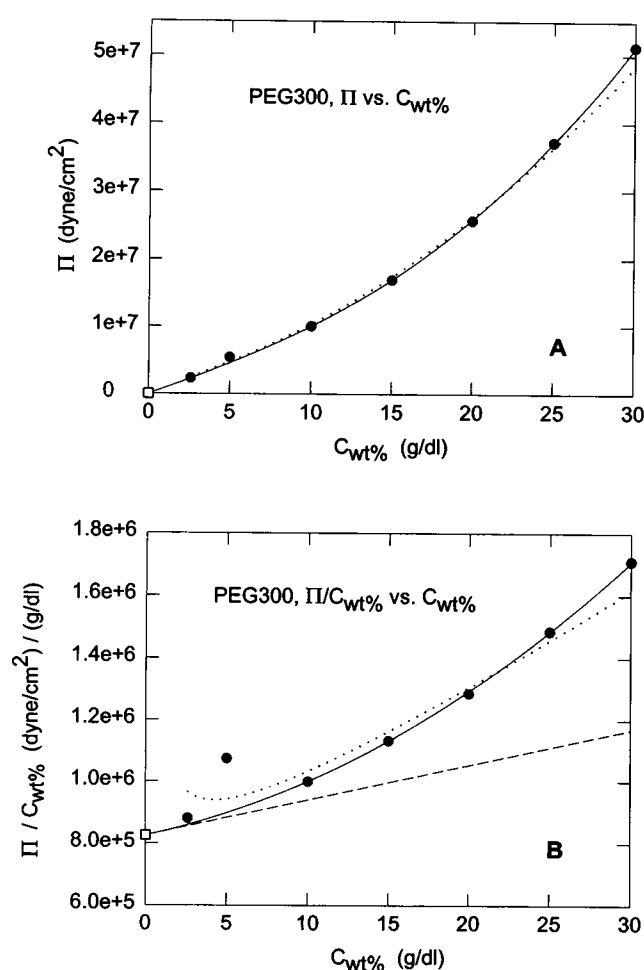 5e+7
4e+7
3e+7
2e+7
1e+7
0
Π (dyne/cm²)
PEG300, Π vs. Cwt%
A
0 5 10 15 20 25 30
Cwt% (g/dl)
1.8e+6
1.6e+6
1.4e+6
1.2e+6
1.0e+6
8.0e+5
6.0e+5
Π / Cwt% (dyne/cm²) / (g/dl)
PEG300, Π/Cwt% vs. Cwt%
B
0 5 10 15 20 25 30
Cwt% (g/dl)